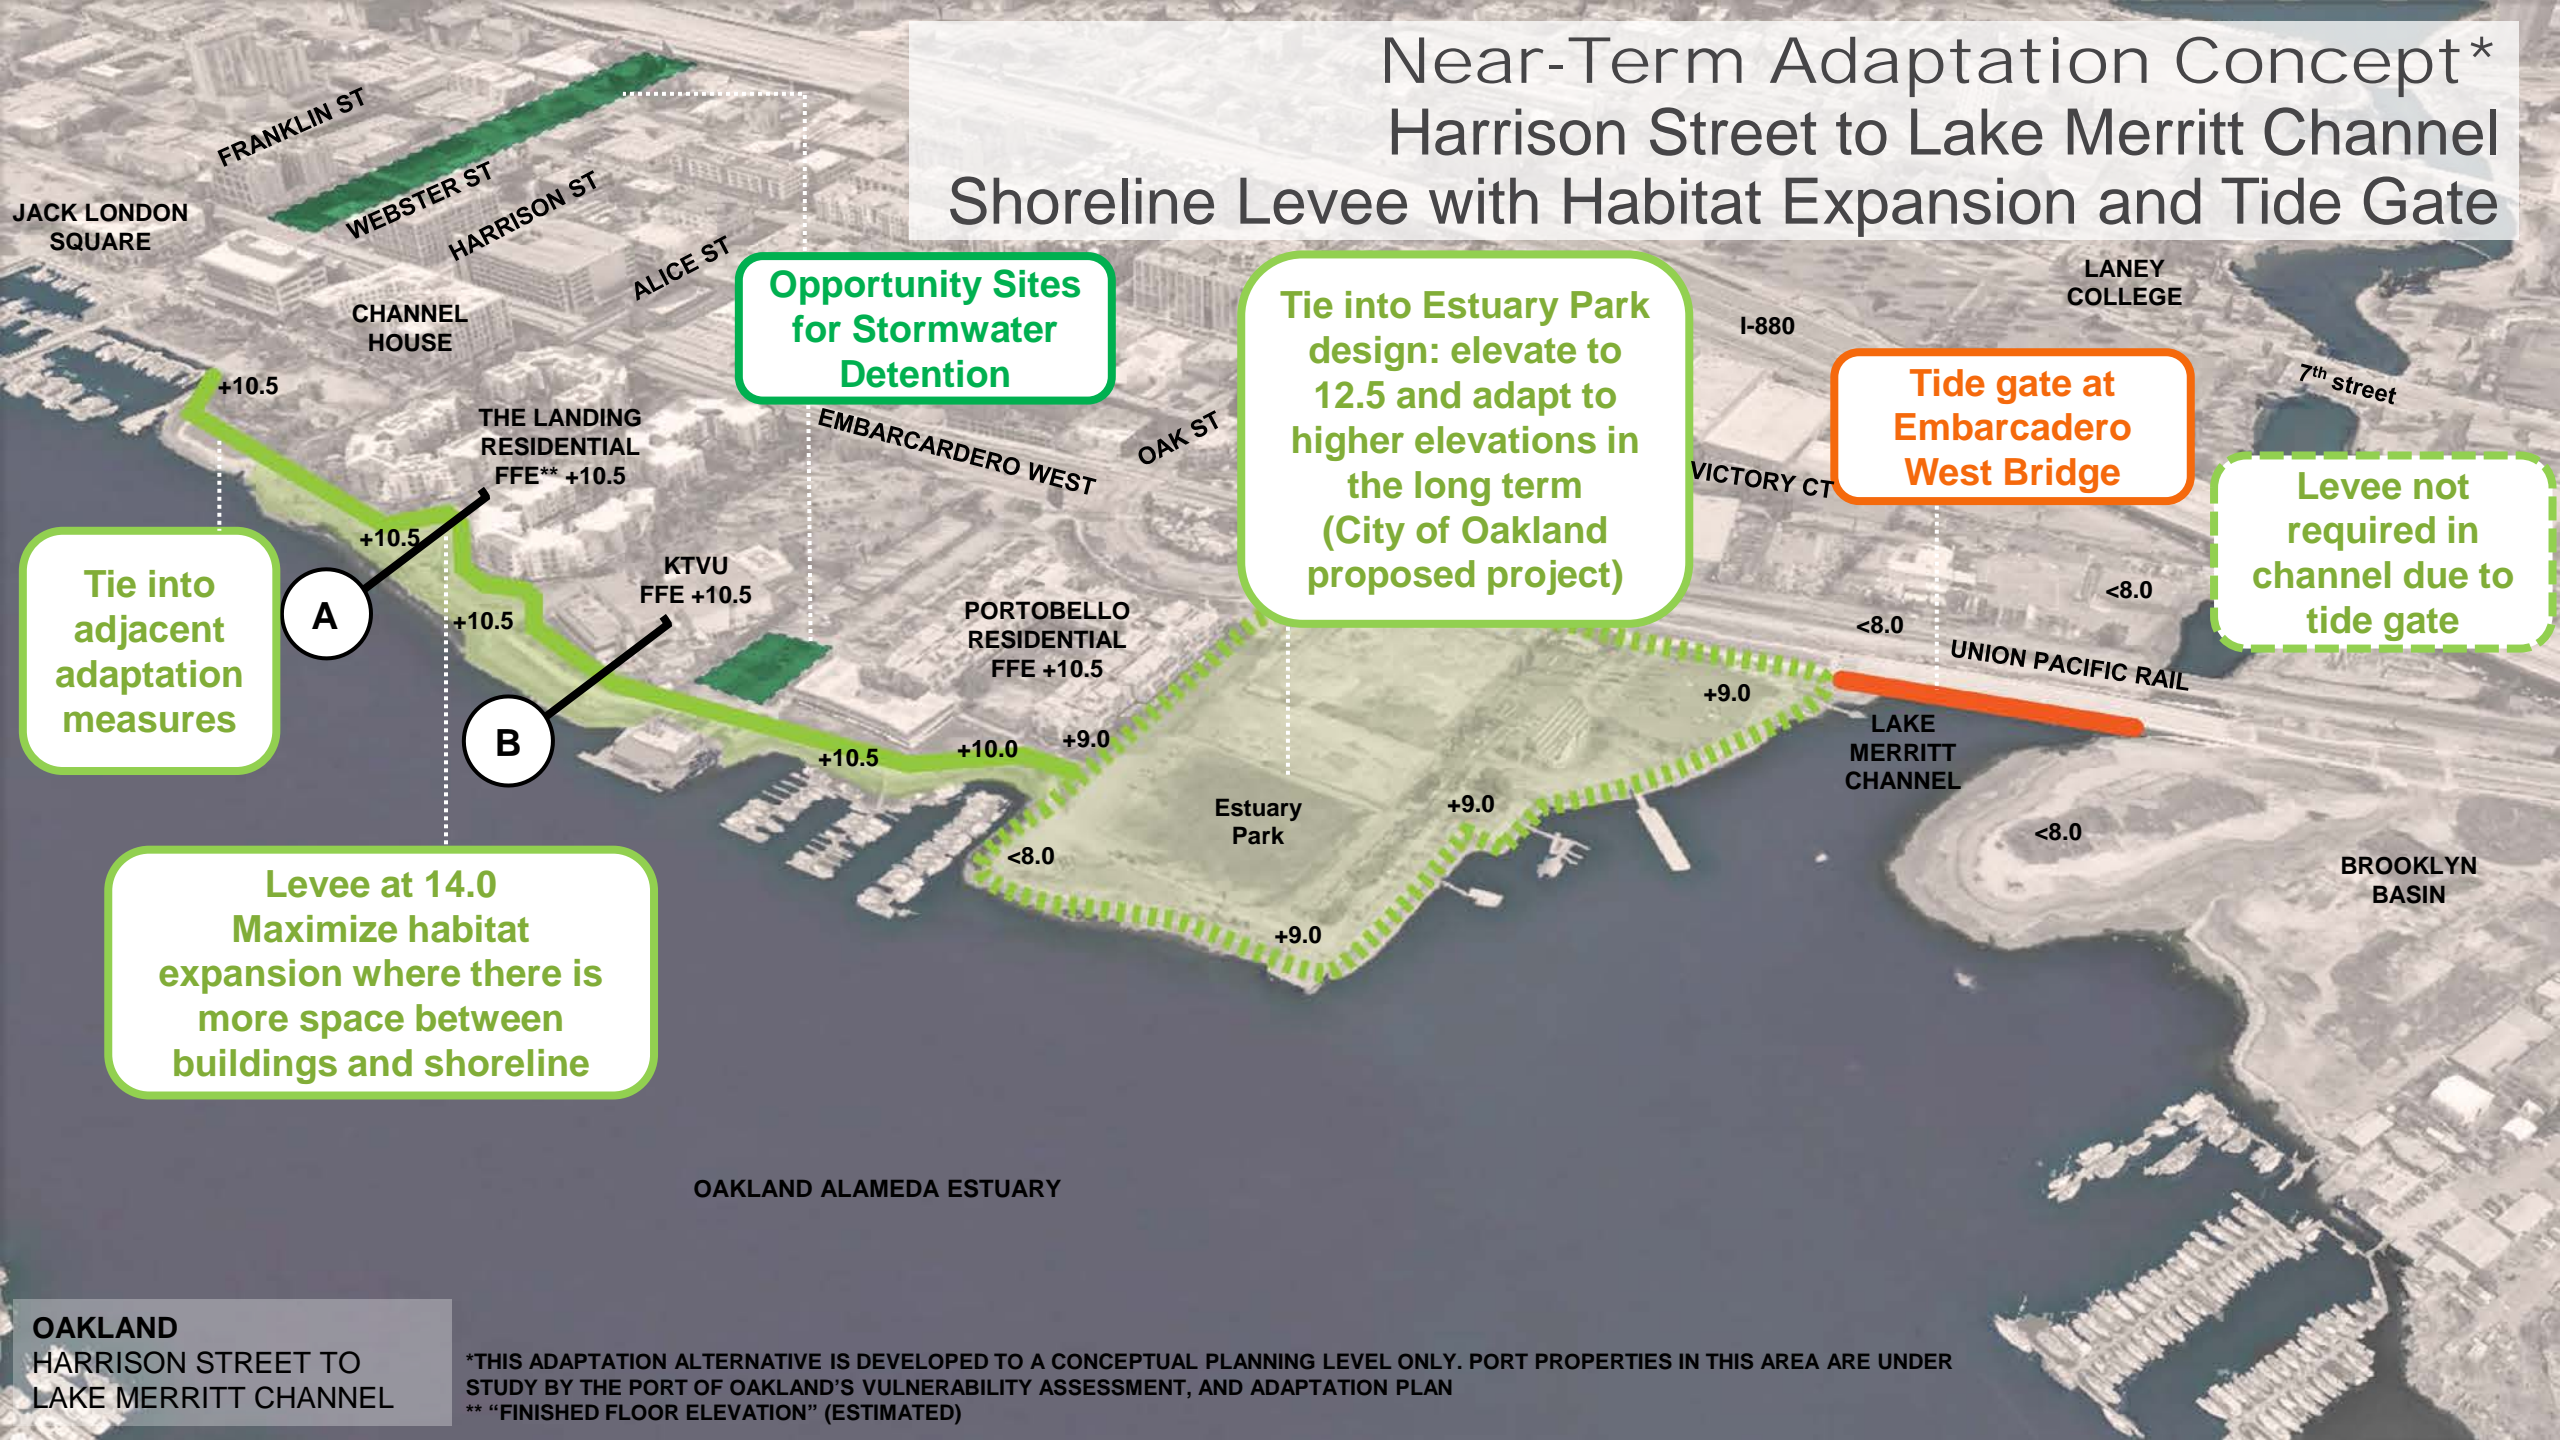 Near-Term Adaptation Concept*
Harrison Street to Lake Merritt Channel
Shoreline Levee with Habitat Expansion and Tide Gate
FRANKLIN ST
WEBSTER ST
HARRISON ST
ALICE ST
JACK LONDON
SQUARE
CHANNEL
HOUSE
+10.5
THE LANDING
RESIDENTIAL
FFE** +10.5
Opportunity Sites
for Stormwater
Detention
EMBARCARDERO WEST
OAK ST
Tie into Estuary Park
design: elevate to
12.5 and adapt to
higher elevations in
the long term
(City of Oakland
proposed project)
I-880
LANEY
COLLEGE
7th street
VICTORY CT
Tide gate at
Embarcadero
West Bridge
Levee not
required in
channel due to
tide gate
<8.0
<8.0
UNION PACIFIC RAIL
+10.5
Tie into
adjacent
adaptation
measures
A
+10.5
KTVU
FFE +10.5
B
PORTOBELLO
RESIDENTIAL
FFE +10.5
+10.5
+10.0
+9.0
+9.0
LAKE
MERRITT
CHANNEL
Estuary
Park
+9.0
<8.0
<8.0
+9.0
BROOKLYN
BASIN
Levee at 14.0
Maximize habitat
expansion where there is
more space between
buildings and shoreline
OAKLAND ALAMEDA ESTUARY
OAKLAND
HARRISON STREET TO
LAKE MERRITT CHANNEL
*THIS ADAPTATION ALTERNATIVE IS DEVELOPED TO A CONCEPTUAL PLANNING LEVEL ONLY. PORT PROPERTIES IN THIS AREA ARE UNDER
STUDY BY THE PORT OF OAKLAND'S VULNERABILITY ASSESSMENT, AND ADAPTATION PLAN
** "FINISHED FLOOR ELEVATION" (ESTIMATED)